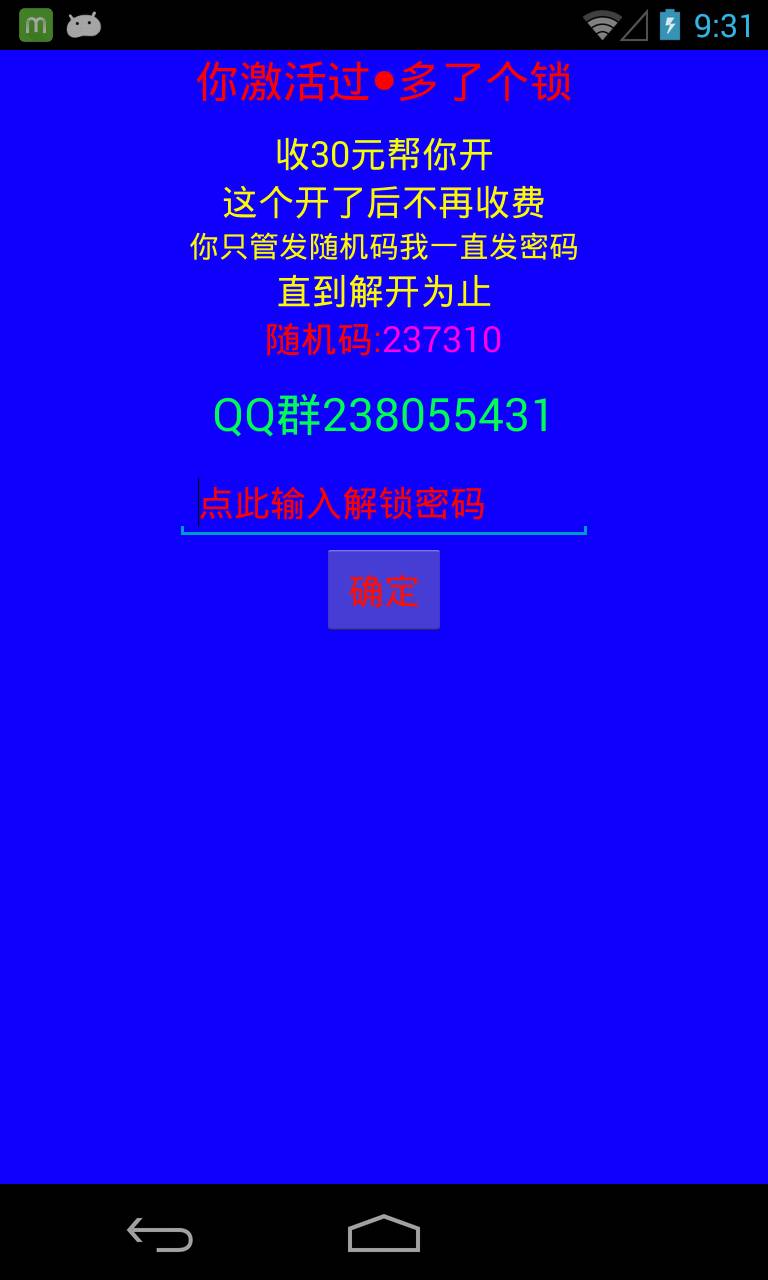 9:31
你激活过●多了个锁
收30元帮你开
这个开了后不再收费
你只管发随机码我一直发密码
直到解开为止
随机码:237310
QQ群238055431
点此输入解锁密码
确定